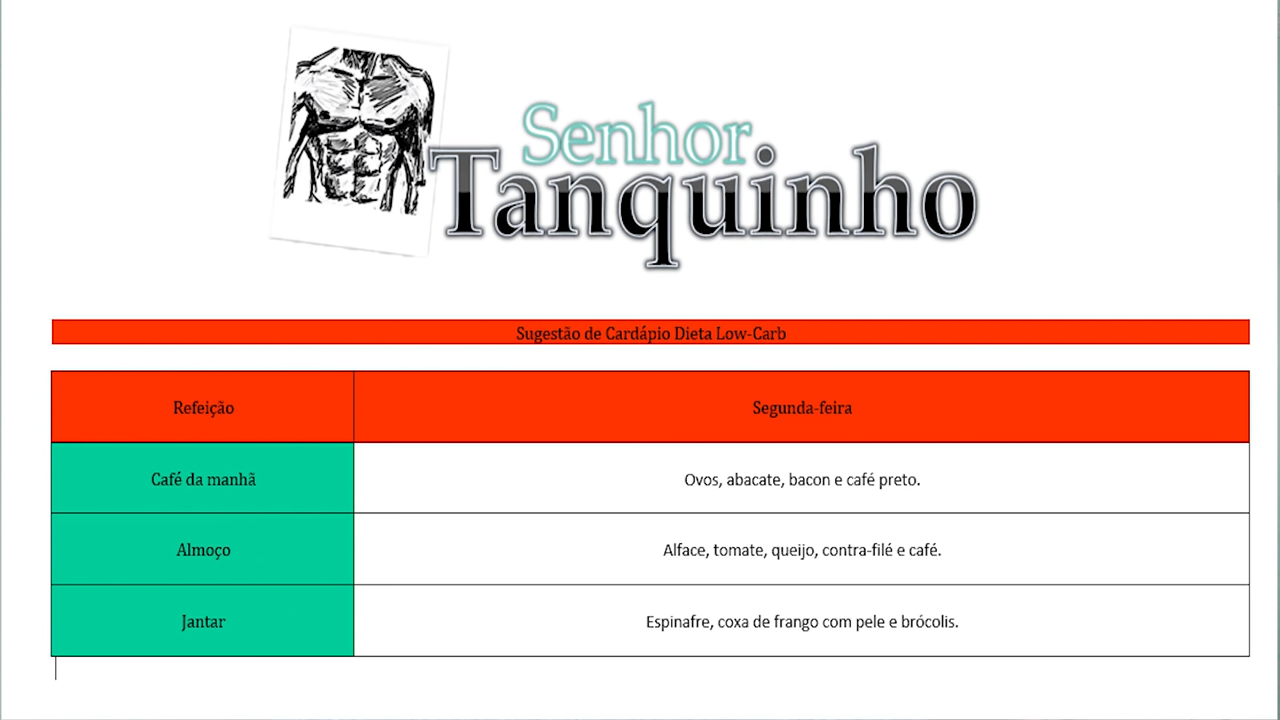 Senhor
Tanquinho
Sugestão de Cardápio Dieta Low-Carb
Refeição Segunda-feira
Café da manhã Ovos, abacate, bacon e café preto.
Almoço Alface, tomate, queijo, contra-filé e café.
Jantar Espinafre, coxa de frango com pele e brócolis.